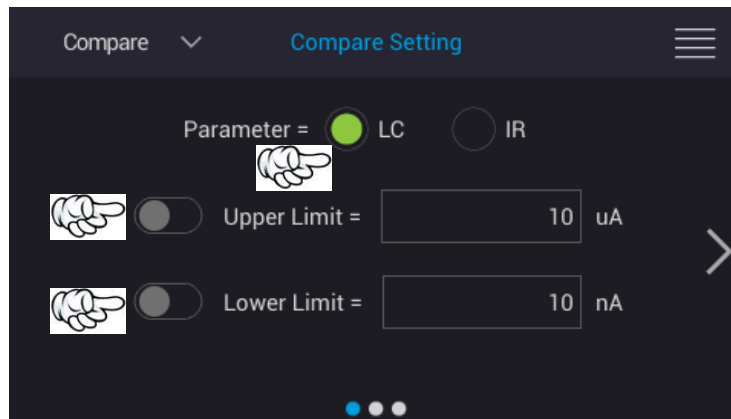 Compare Compare Setting
Parameter = LC IR
Upper Limit = 10 uA
Lower Limit = 10 nA